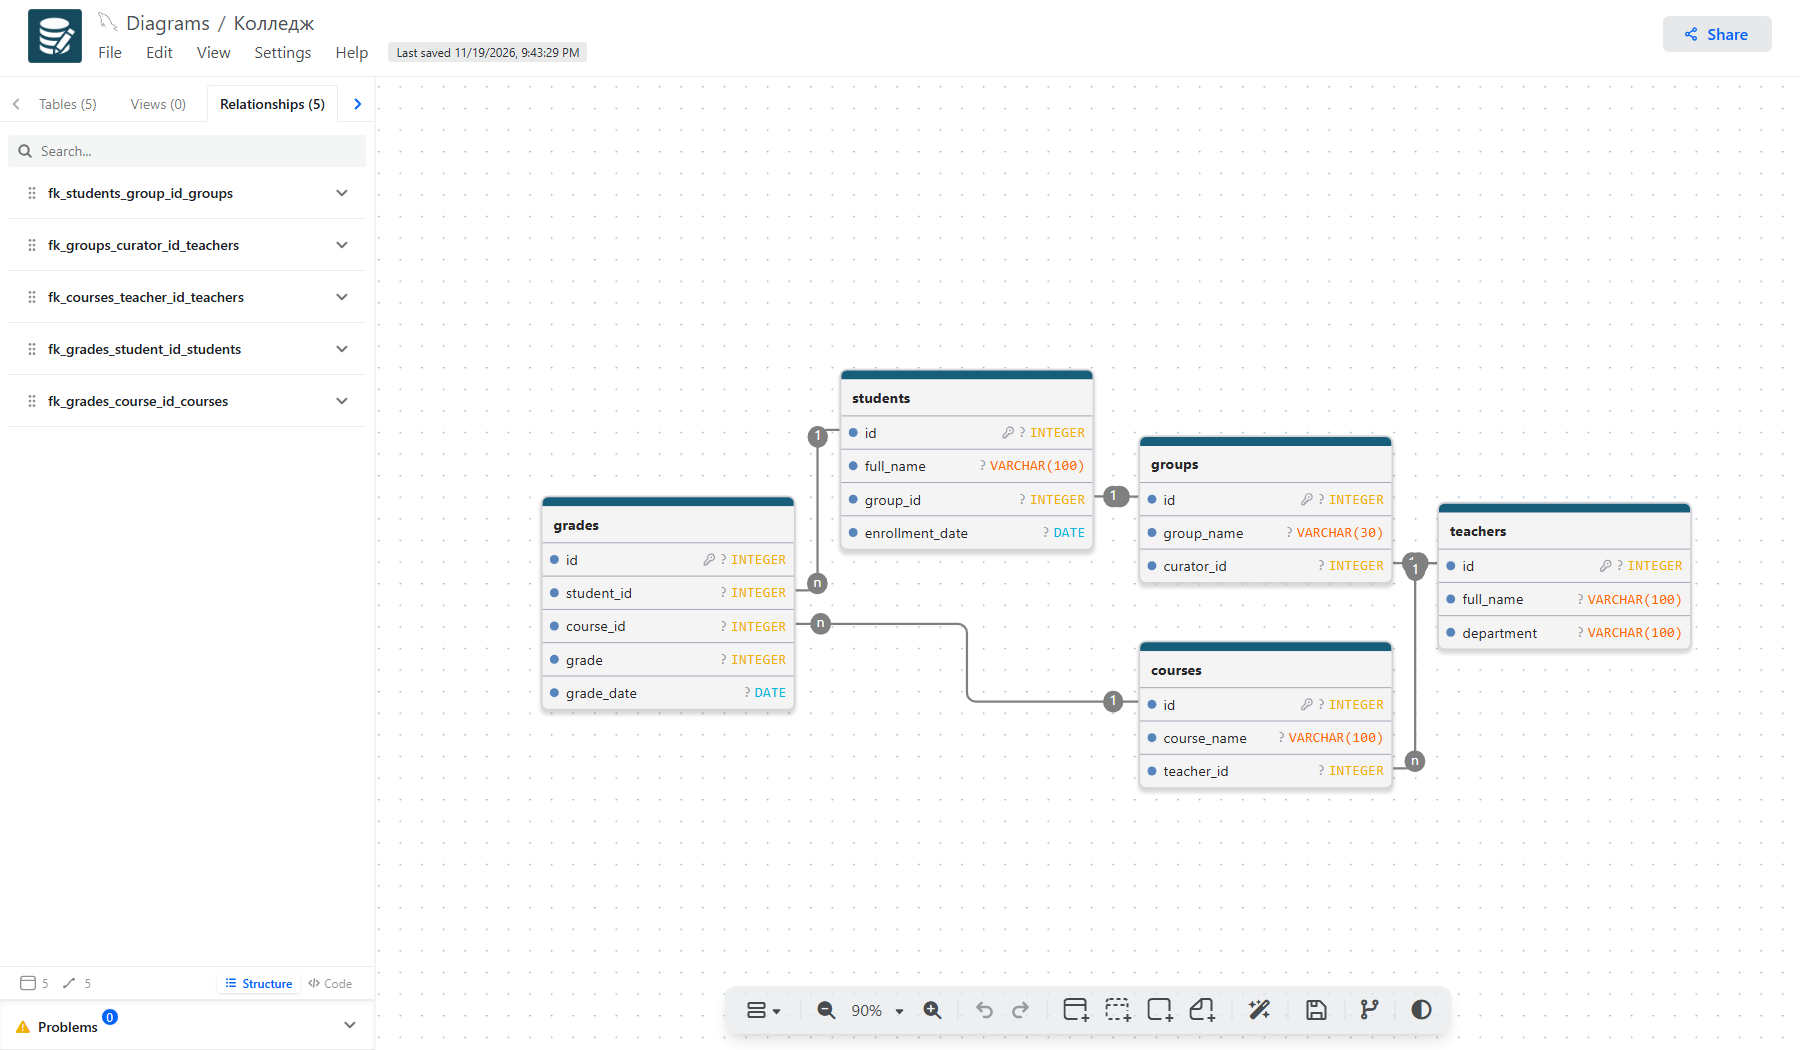 Diagrams / Колледж
File Edit View Settings Help Last saved 11/19/2026, 9:43:29 PM
Share
Tables (5) Views (0) Relationships (5)
Search...
fk_students_group_id_groups
fk_groups_curator_id_teachers
fk_courses_teacher_id_teachers
fk_grades_student_id_students
fk_grades_course_id_courses
5 5 Structure Code
Problems 0
students
id ? INTEGER
full_name ? VARCHAR(100)
group_id ? INTEGER
enrollment_date ? DATE
groups
id ? INTEGER
group_name ? VARCHAR(30)
curator_id ? INTEGER
grades
id ? INTEGER
student_id ? INTEGER
course_id ? INTEGER
grade ? INTEGER
grade_date ? DATE
teachers
id ? INTEGER
full_name ? VARCHAR(100)
department ? VARCHAR(100)
courses
id ? INTEGER
course_name ? VARCHAR(100)
teacher_id ? INTEGER
1
n
n
1
1
1
n
90%